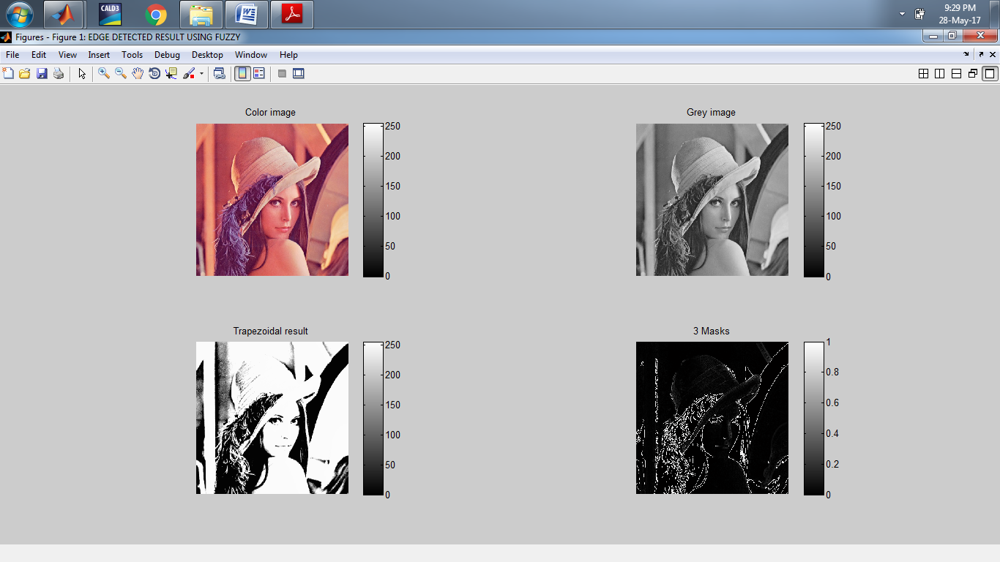 CALD3
9:29 PM
28-May-17
Figures - Figure 1: EDGE DETECTED RESULT USING FUZZY
File Edit View Insert Tools Debug Desktop Window Help
Color image
250
200
150
100
50
0
Grey image
250
200
150
100
50
0
Trapezoidal result
250
200
150
100
50
0
3 Masks
1
0.8
0.6
0.4
0.2
0